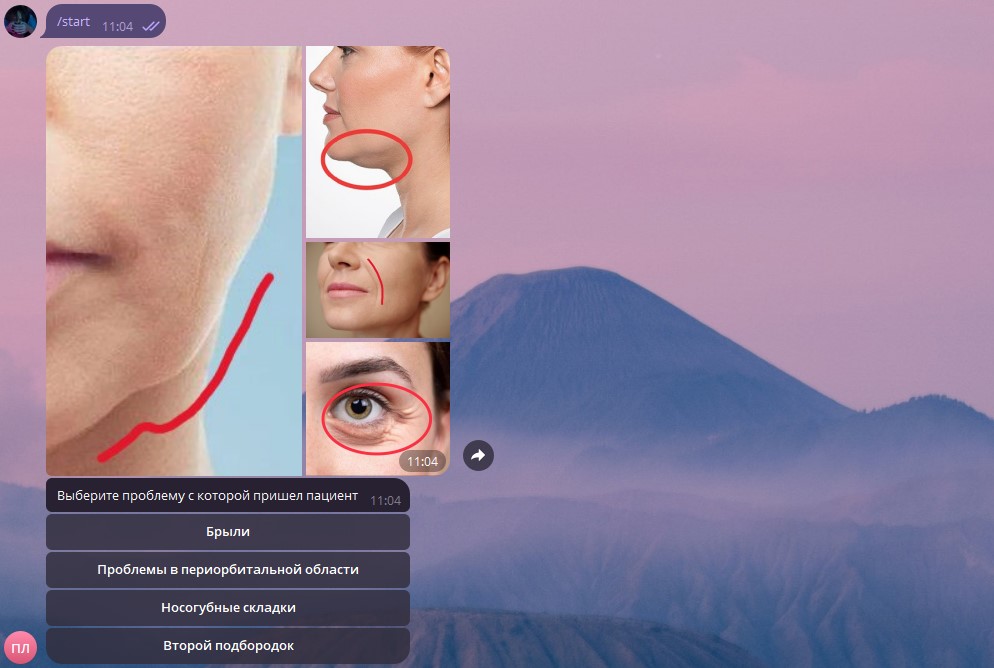 /start 11:04
11:04
Выберите проблему с которой пришел пациент 11:04
Брыли
Проблемы в периорбитальной области
Носогубные складки
Второй подбородок
ПЛ